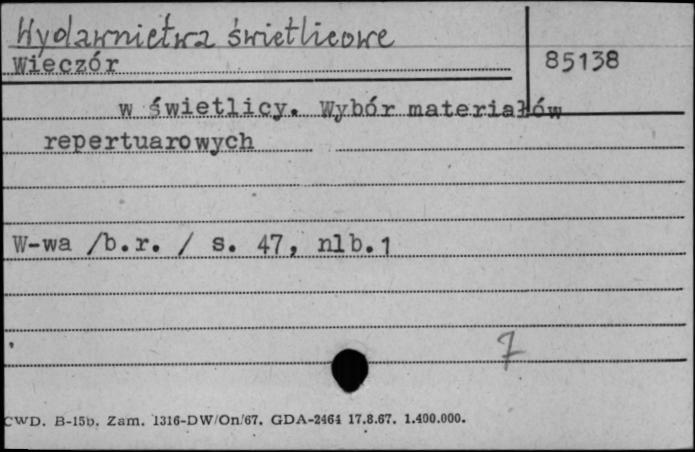 Wydawnictwa świetlicowe
Wieczór
85138
w świetlicy. Wybór materiałów
repertuarowych
W-wa /b.r. / s. 47, nlb.1
7
CWD. B-15b. Zam. 1316-DW/On/67. GDA-2464 17.8.67. 1.400.000.